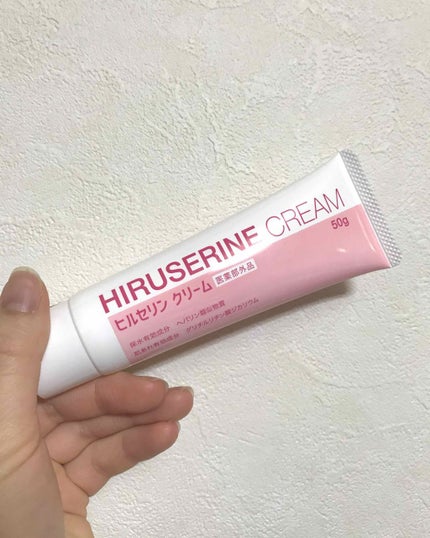 HIRUSERINE CREAM
50g
ヒルセリン クリーム 医薬部外品
保水有効成分 ヘパリン類似物質
肌あれ有効成分 グリチルリチン酸ジカリウム